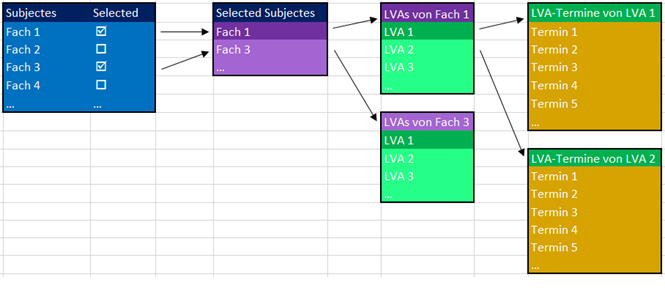 Subjectes Selected
Fach 1 ☑
Fach 2 ☐
Fach 3 ☑
Fach 4 ☐
... ...
Selected Subjectes
Fach 1
Fach 3
...
LVAs von Fach 1
LVA 1
LVA 2
LVA 3
...
LVAs von Fach 3
LVA 1
LVA 2
LVA 3
...
LVA-Termine von LVA 1
Termin 1
Termin 2
Termin 3
Termin 4
Termin 5
...
LVA-Termine von LVA 2
Termin 1
Termin 2
Termin 3
Termin 4
Termin 5
...